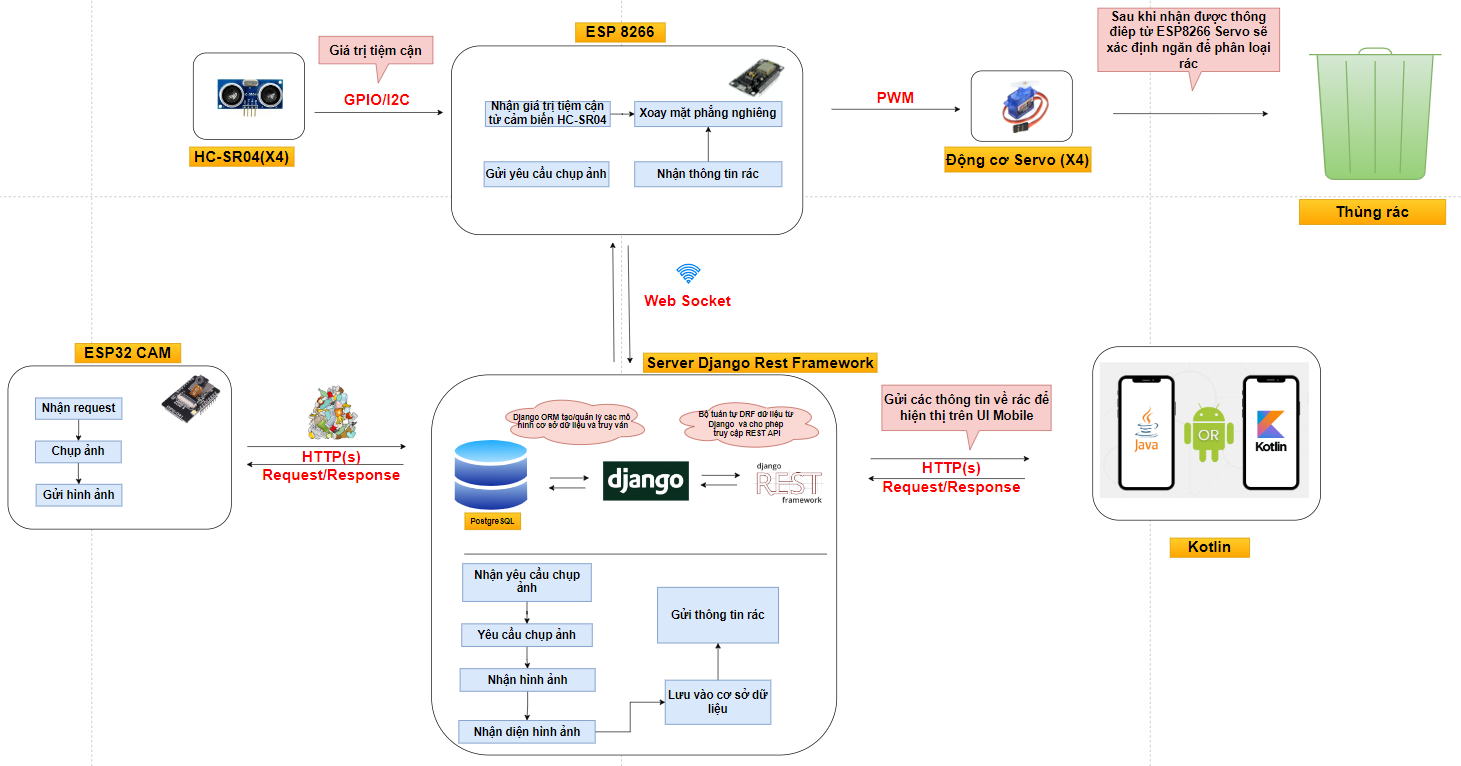 ESP 8266
Giá trị tiệm cận
GPIO/I2C
HC-SR04(X4)
Nhận giá trị tiệm cận
từ cảm biến HC-SR04
Xoay mặt phẳng nghiêng
Gửi yêu cầu chụp ảnh
Nhận thông tin rác
PWM
Động cơ Servo (X4)
Sau khi nhận được thông
điệp từ ESP8266 Servo sẽ
xác định ngăn để phân loại
rác
Thùng rác
Web Socket
ESP32 CAM
Nhận request
Chụp ảnh
Gửi hình ảnh
HTTP(s)
Request/Response
Server Django Rest Framework
Django ORM tạo/quản lý các mô
hình cơ sở dữ liệu và truy vấn
Bộ tuần tự DRF dữ liệu từ
Django và cho phép
truy cập REST API
PostgreSQL
django
django
REST
framework
Nhận yêu cầu chụp
ảnh
Yêu cầu chụp ảnh
Nhận hình ảnh
Nhận diện hình ảnh
Lưu vào cơ sở dữ
liệu
Gửi thông tin rác
Gửi các thông tin về rác để
hiện thị trên UI Mobile
HTTP(s)
Request/Response
Java
OR
Kotlin
Kotlin